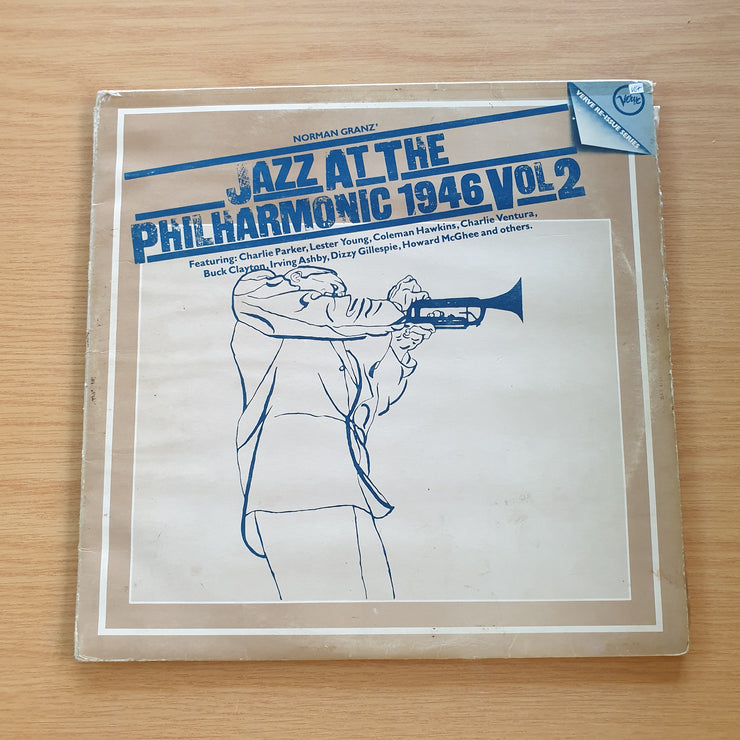 NORMAN GRANZ'
JAZZ AT THE
PHILHARMONIC 1946 VOL 2
Featuring: Charlie Parker, Lester Young, Coleman Hawkins, Charlie Ventura,
Buck Clayton, Irving Ashby, Dizzy Gillespie, Howard McGhee and others.
Verve
VERVE RE-ISSUE SERIES